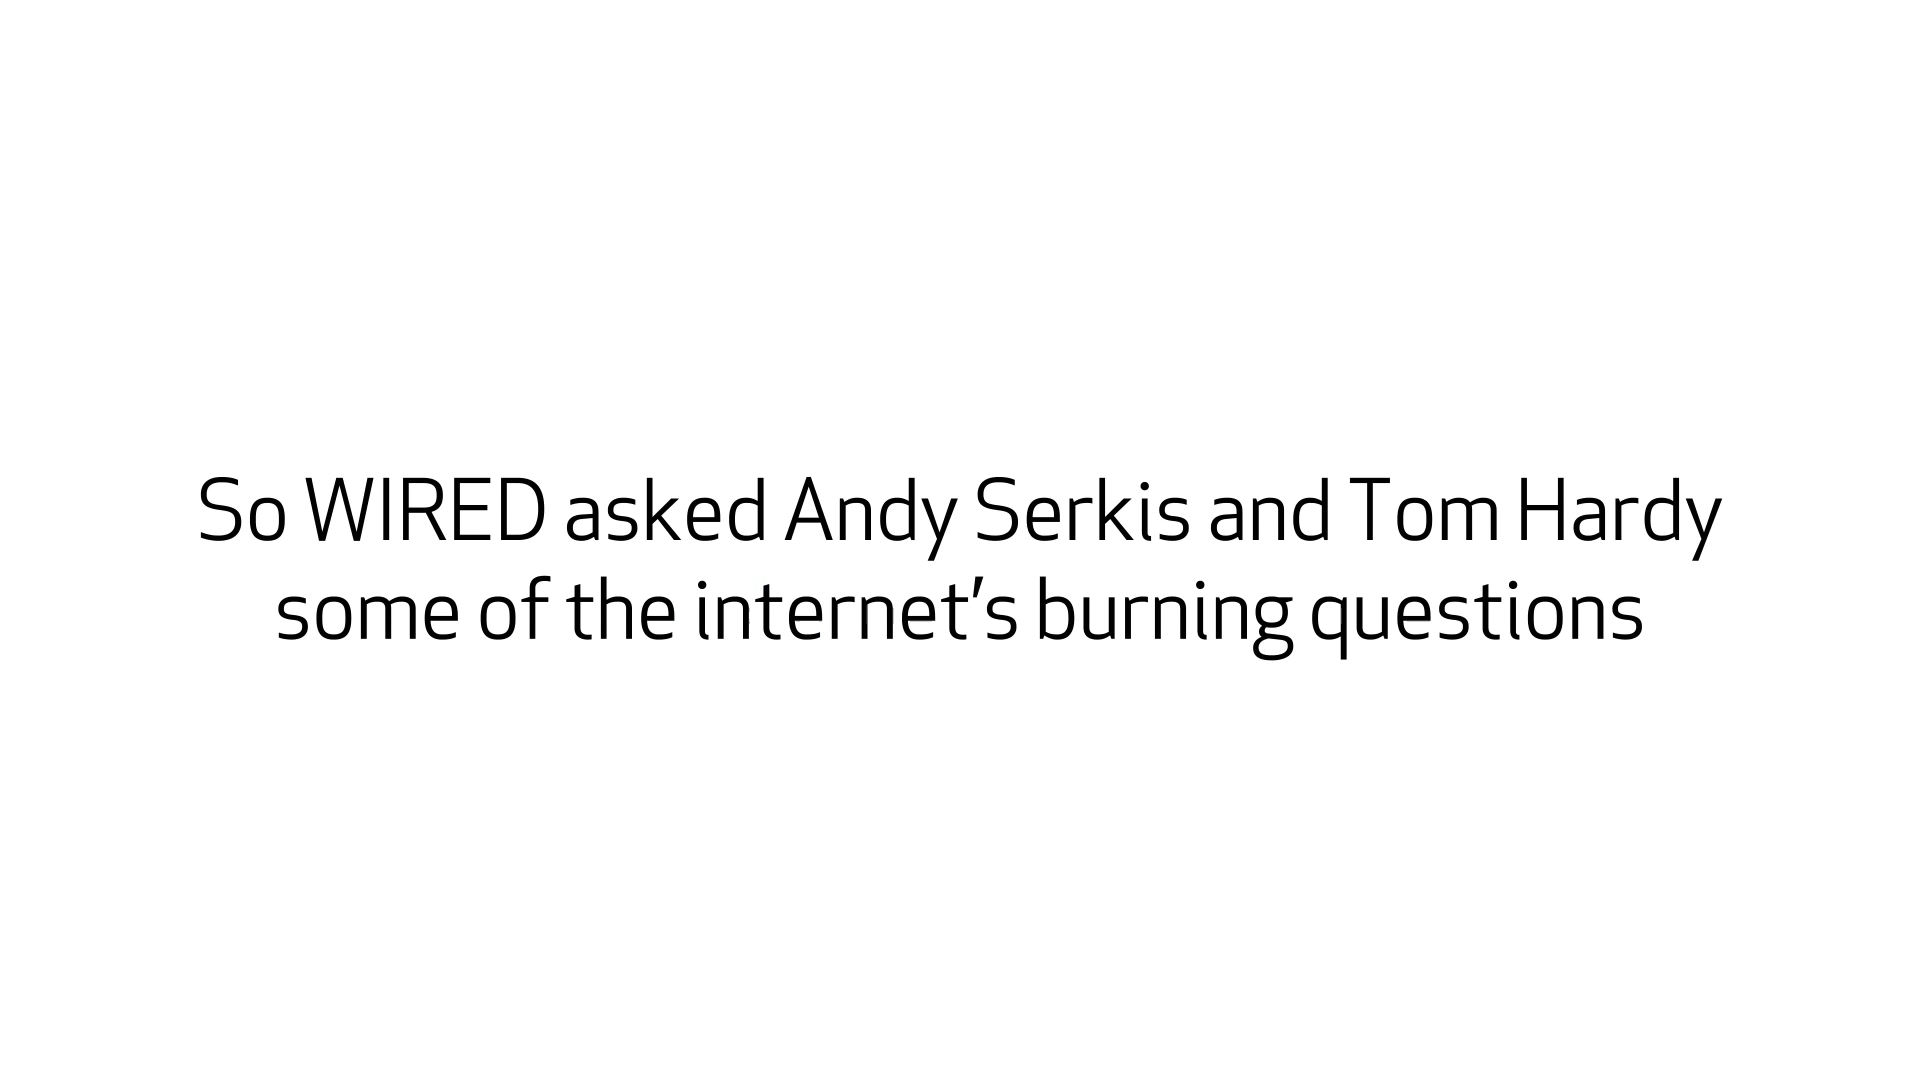 So WIRED asked Andy Serkis and Tom Hardy
some of the internet's burning questions